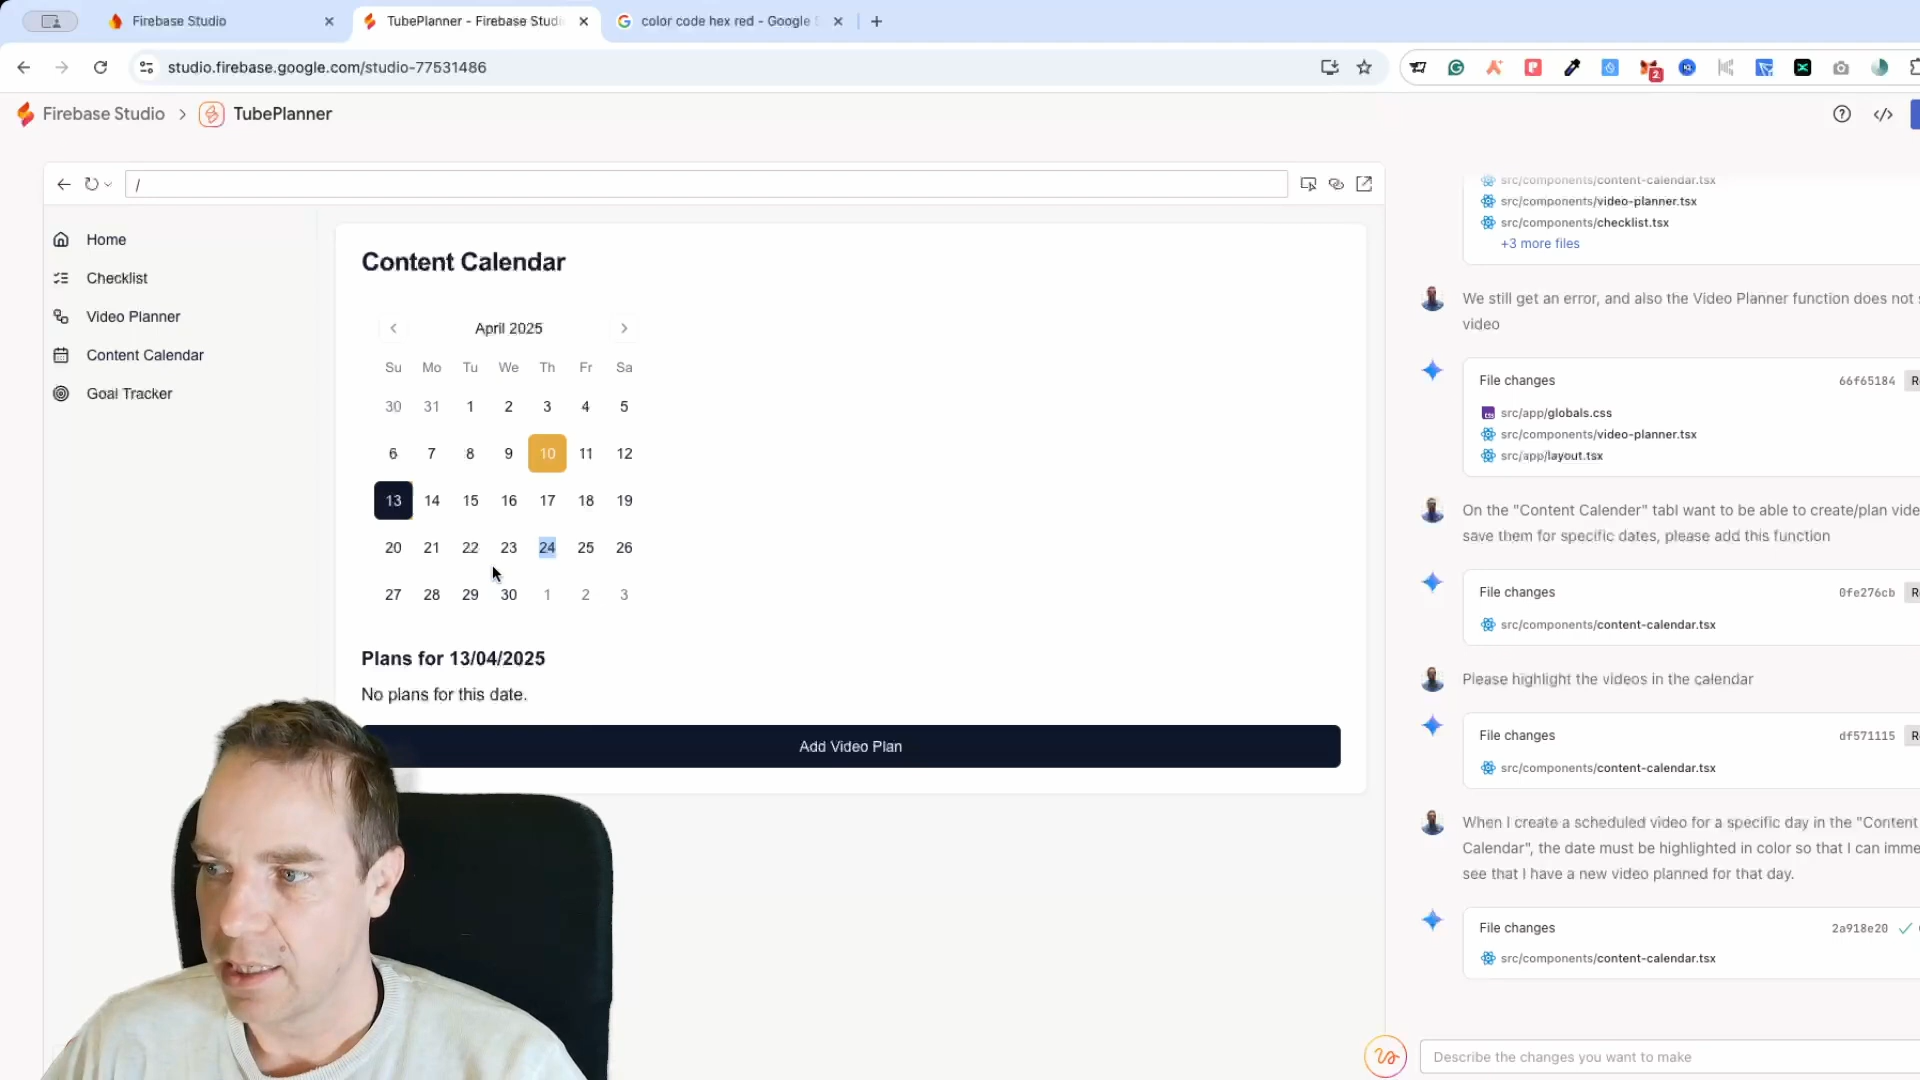 Firebase Studio
TubePlanner - Firebase Studi
color code hex red - Google
studio.firebase.google.com/studio-77531486
2
Firebase Studio > TubePlanner
/
Home
Checklist
Video Planner
Content Calendar
Goal Tracker
Content Calendar
April 2025
Su Mo Tu We Th Fr Sa
30 31 1 2 3 4 5
6 7 8 9 10 11 12
13 14 15 16 17 18 19
20 21 22 23 24 25 26
27 28 29 30 1 2 3
Plans for 13/04/2025
No plans for this date.
Add Video Plan
src/components/content-calendar.tsx
src/components/video-planner.tsx
src/components/checklist.tsx
+3 more files
We still get an error, and also the Video Planner function does not
video
File changes 66f65184
src/app/globals.css
src/components/video-planner.tsx
src/app/layout.tsx
On the "Content Calender" tabI want to be able to create/plan vide
save them for specific dates, please add this function
File changes 0fe276cb
src/components/content-calendar.tsx
Please highlight the videos in the calendar
File changes df571115
src/components/content-calendar.tsx
When I create a scheduled video for a specific day in the "Content
Calendar", the date must be highlighted in color so that I can imme
see that I have a new video planned for that day.
File changes 2a918e20
src/components/content-calendar.tsx
Describe the changes you want to make